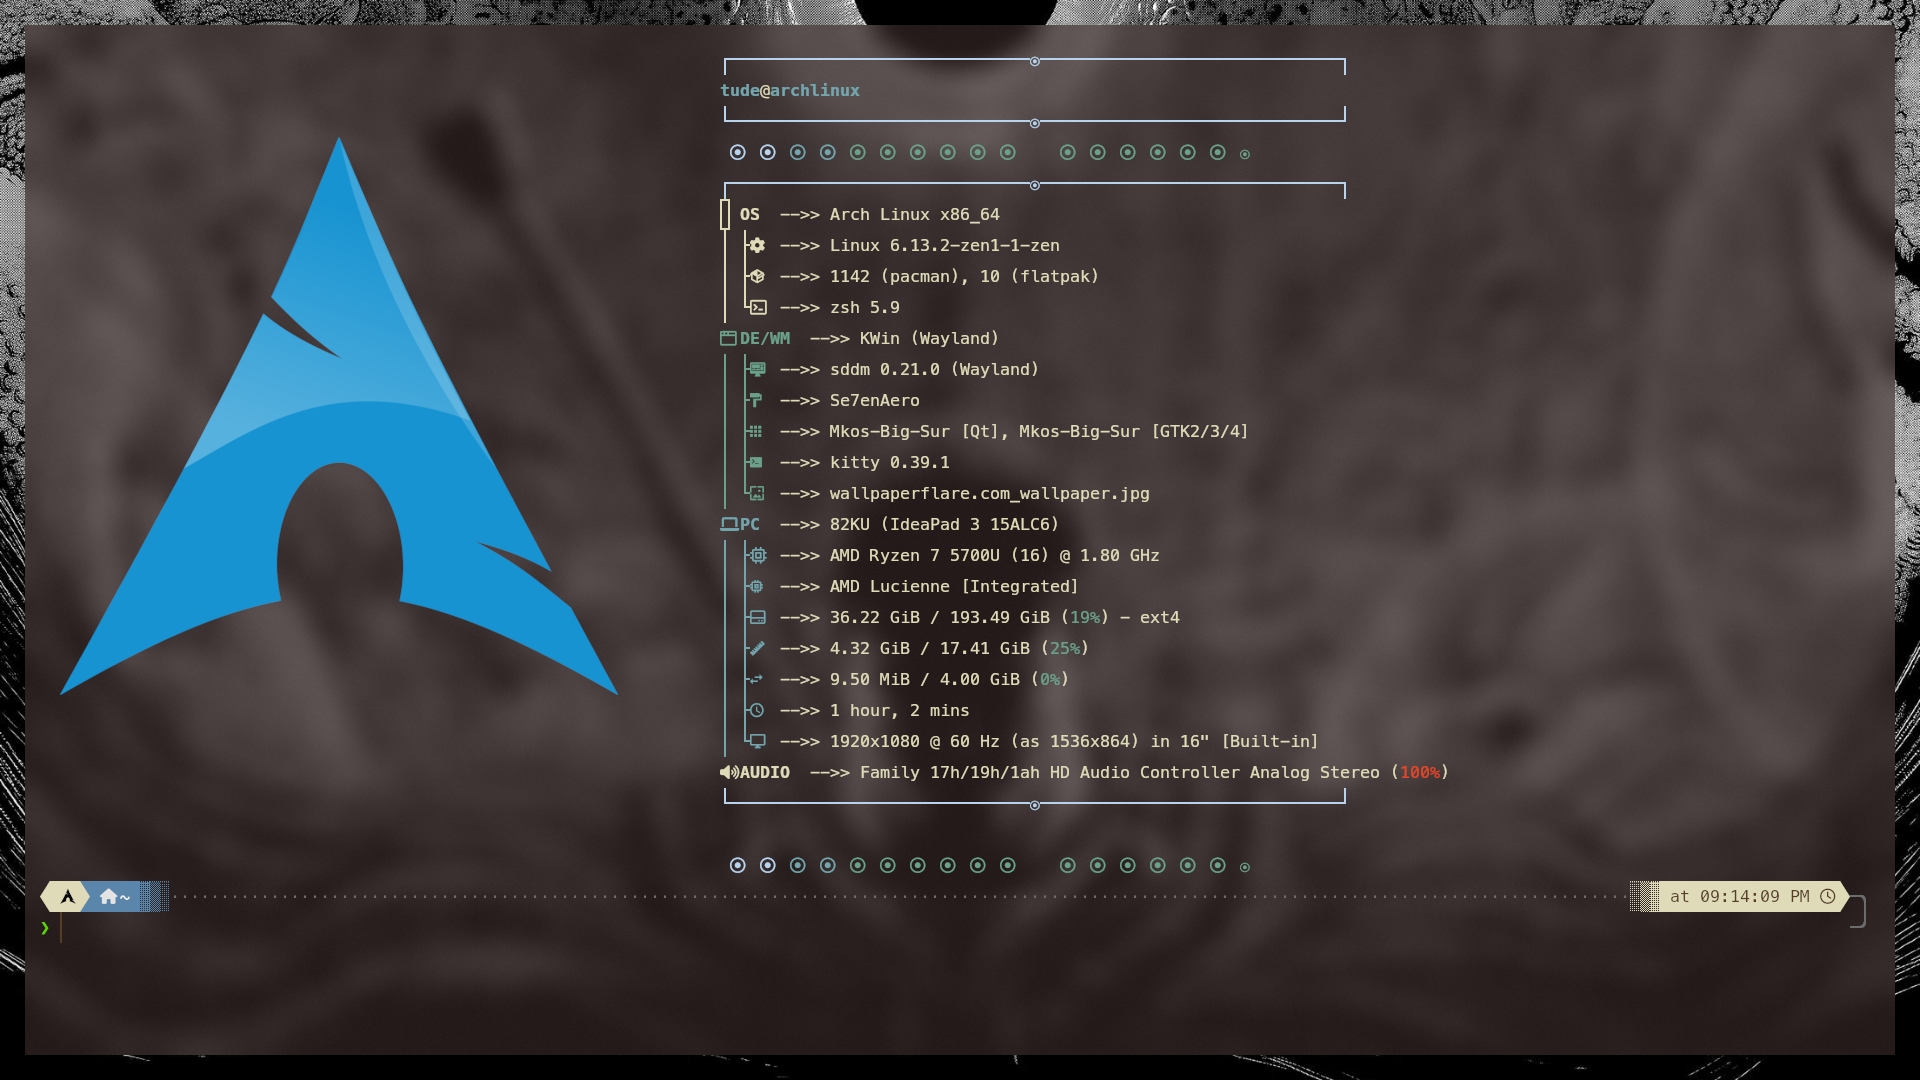 tude@archlinux
OS -->> Arch Linux x86_64
-->> Linux 6.13.2-zen1-1-zen
-->> 1142 (pacman), 10 (flatpak)
-->> zsh 5.9
DE/WM -->> KWin (Wayland)
-->> sddm 0.21.0 (Wayland)
-->> Se7enAero
-->> Mkos-Big-Sur [Qt], Mkos-Big-Sur [GTK2/3/4]
-->> kitty 0.39.1
-->> wallpaperflare.com_wallpaper.jpg
PC -->> 82KU (IdeaPad 3 15ALC6)
-->> AMD Ryzen 7 5700U (16) @ 1.80 GHz
-->> AMD Lucienne [Integrated]
-->> 36.22 GiB / 193.49 GiB (19%) - ext4
-->> 4.32 GiB / 17.41 GiB (25%)
-->> 9.50 MiB / 4.00 GiB (0%)
-->> 1 hour, 2 mins
-->> 1920x1080 @ 60 Hz (as 1536x864) in 16" [Built-in]
AUDIO -->> Family 17h/19h/1ah HD Audio Controller Analog Stereo (100%)
~ at 09:14:09 PM
❯